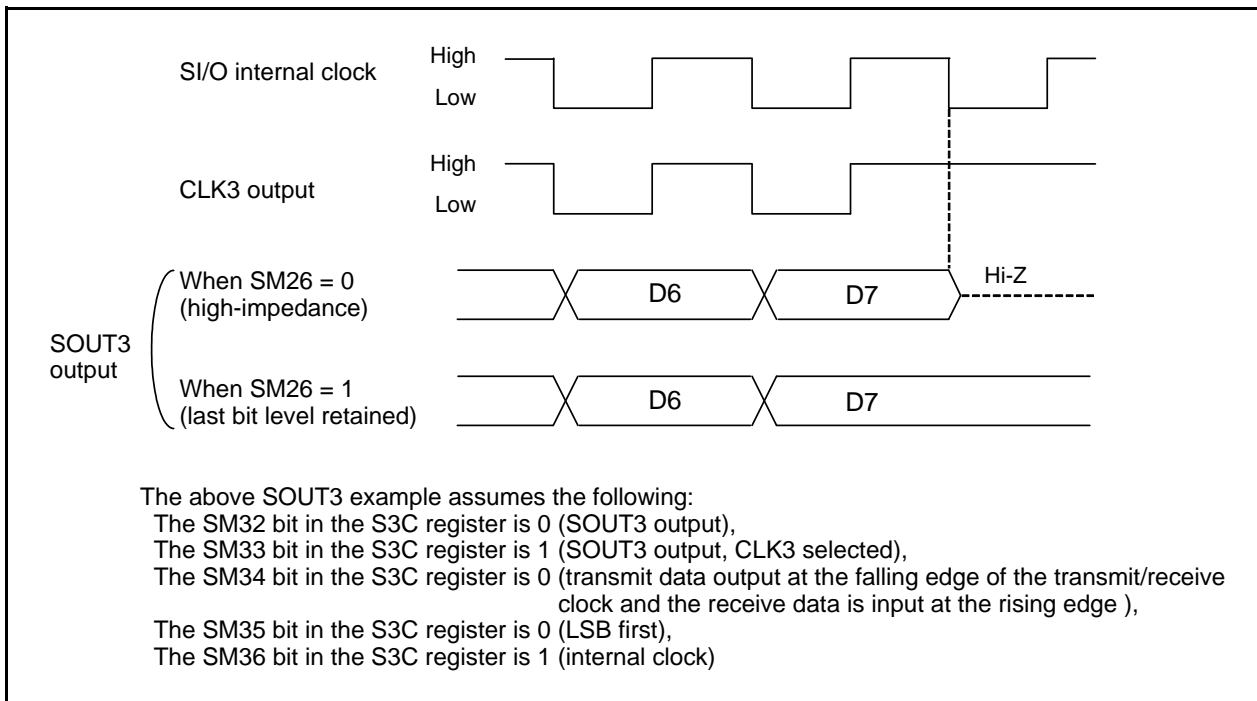 SI/O internal clock
High
Low
CLK3 output
High
Low
SOUT3
output
When SM26 = 0
(high-impedance)
D6
D7
Hi-Z
When SM26 = 1
(last bit level retained)
D6
D7
The above SOUT3 example assumes the following:
The SM32 bit in the S3C register is 0 (SOUT3 output),
The SM33 bit in the S3C register is 1 (SOUT3 output, CLK3 selected),
The SM34 bit in the S3C register is 0 (transmit data output at the falling edge of the transmit/receive
clock and the receive data is input at the rising edge ),
The SM35 bit in the S3C register is 0 (LSB first),
The SM36 bit in the S3C register is 1 (internal clock)